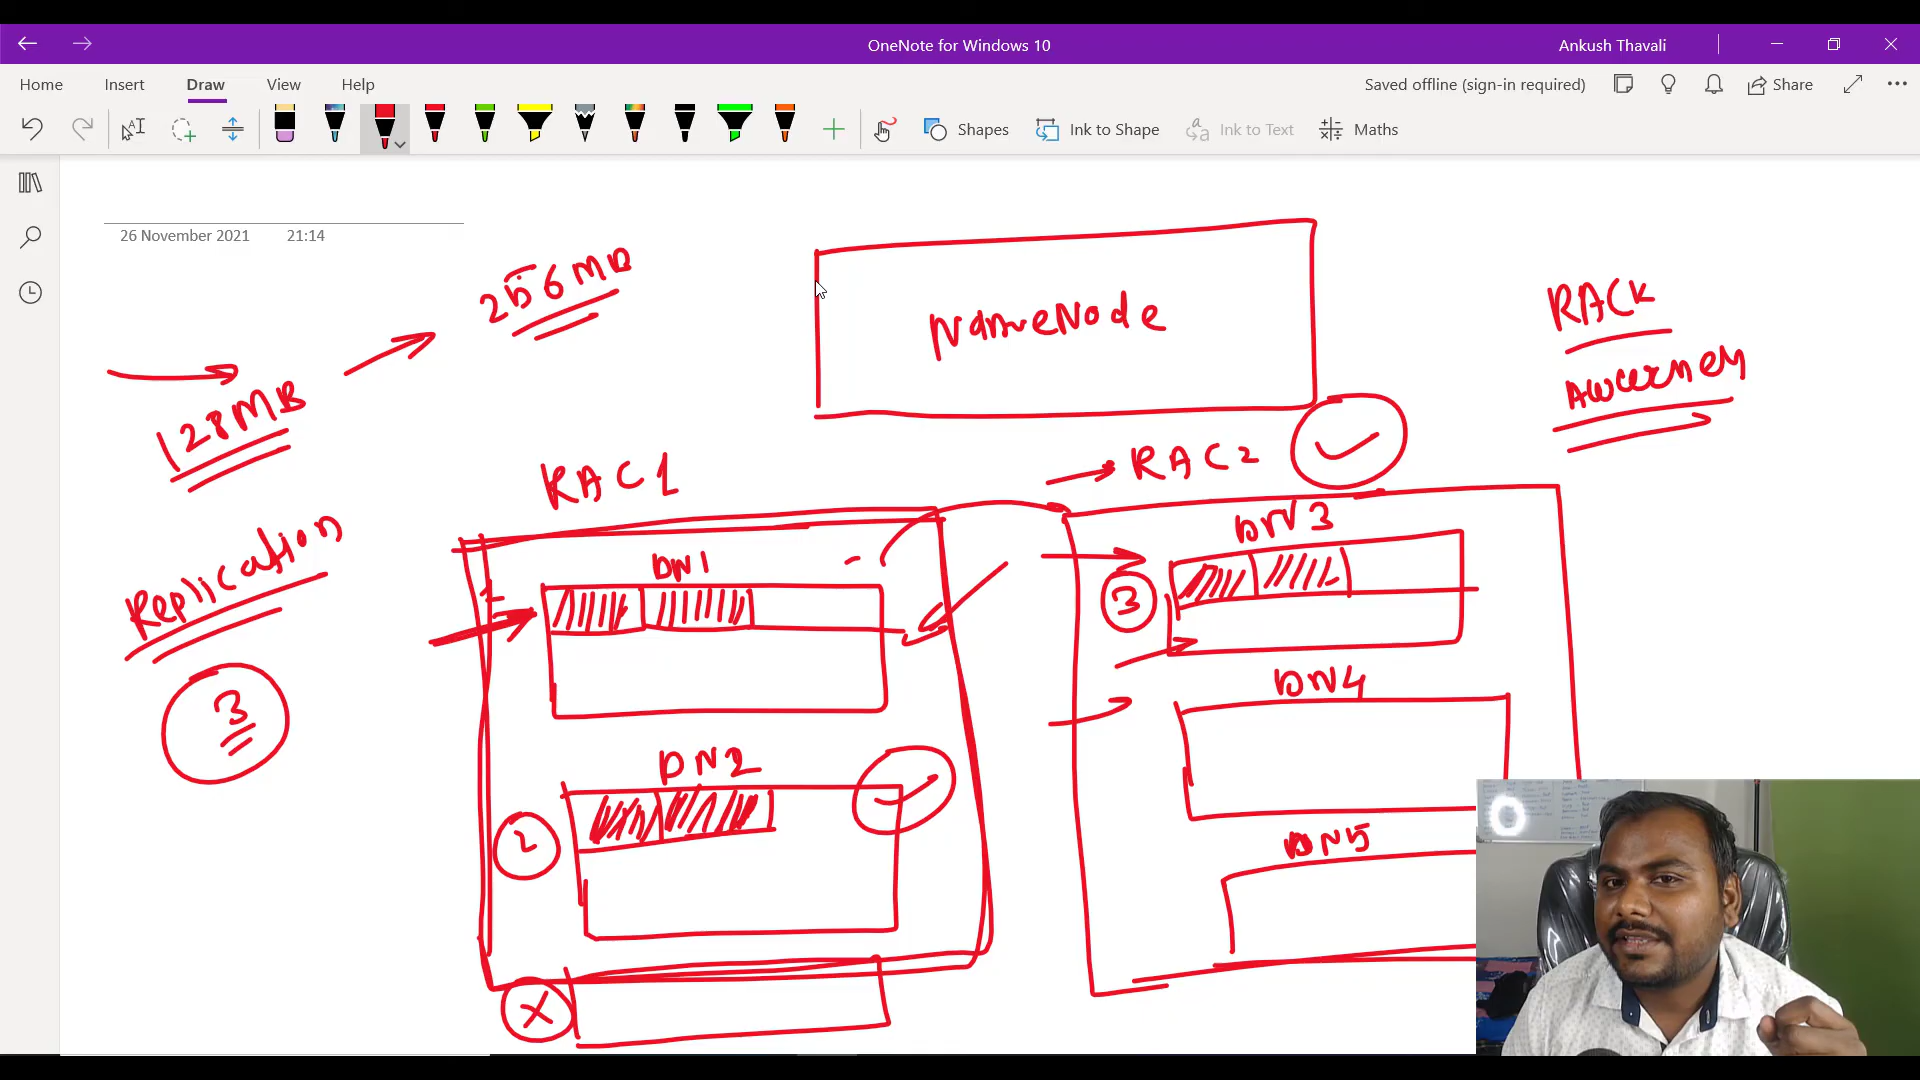 OneNote for Windows 10
Ankush Thavali
Home Insert Draw View Help
Saved offline (sign-in required)
Share
Shapes
Ink to Shape
Ink to Text
Maths
26 November 2021 21:14
256MB
128MB
Replication
3
NameNode
RACK
RAC1
RAC2
DN1
DN2
2
DN3
3
DN4
DN5
X